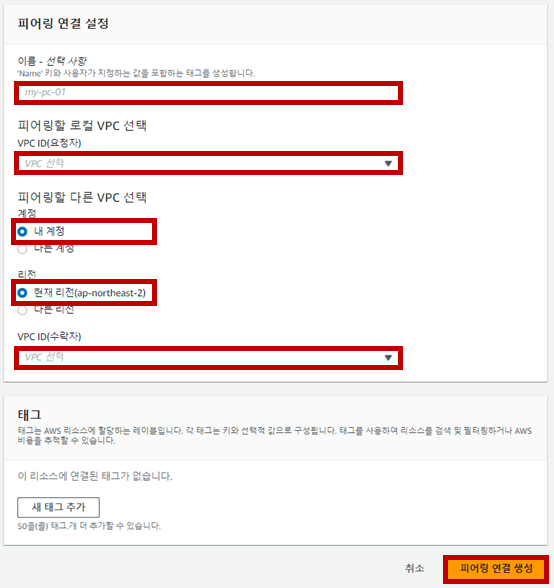 피어링 연결 설정
이름 - 선택 사항
'Name' 키와 사용자가 지정하는 값을 포함하는 태그를 생성합니다.
my-pc-01
피어링할 로컬 VPC 선택
VPC ID(요청자)
VPC 선택
피어링할 다른 VPC 선택
계정
내 계정
다른 계정
리전
현재 리전(ap-northeast-2)
다른 리전
VPC ID(수락자)
VPC 선택
태그
태그는 AWS 리소스에 할당하는 레이블입니다. 각 태그는 키와 선택적 값으로 구성됩니다. 태그를 사용하여 리소스를 검색 및 필터링하거나 AWS
비용을 추적할 수 있습니다.
이 리소스에 연결된 태그가 없습니다.
새 태그 추가
50을(를) 태그.개 더 추가할 수 있습니다.
취소
피어링 연결 생성